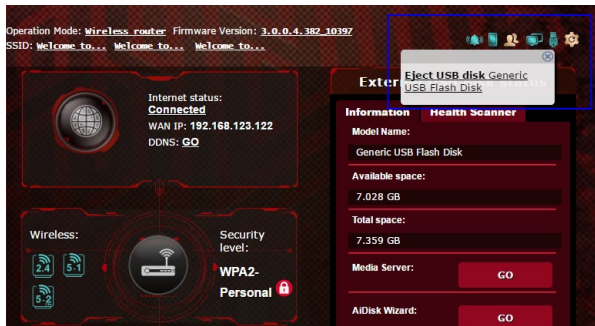 Operation Mode: Wireless router Firmware Version: 3.0.0.4.382_10397
SSID: Welcome to... Welcome to... Welcome to...
Eject USB disk Generic
USB Flash Disk
Internet status:
Connected
WAN IP: 192.168.123.122
DDNS: GO
Wireless:
2.4
5-1
5-2
Security
level:
WPA2-
Personal
Information Health Scanner
Model Name:
Generic USB Flash Disk
Available space:
7.028 GB
Total space:
7.359 GB
Media Server:
GO
AiDisk Wizard:
GO